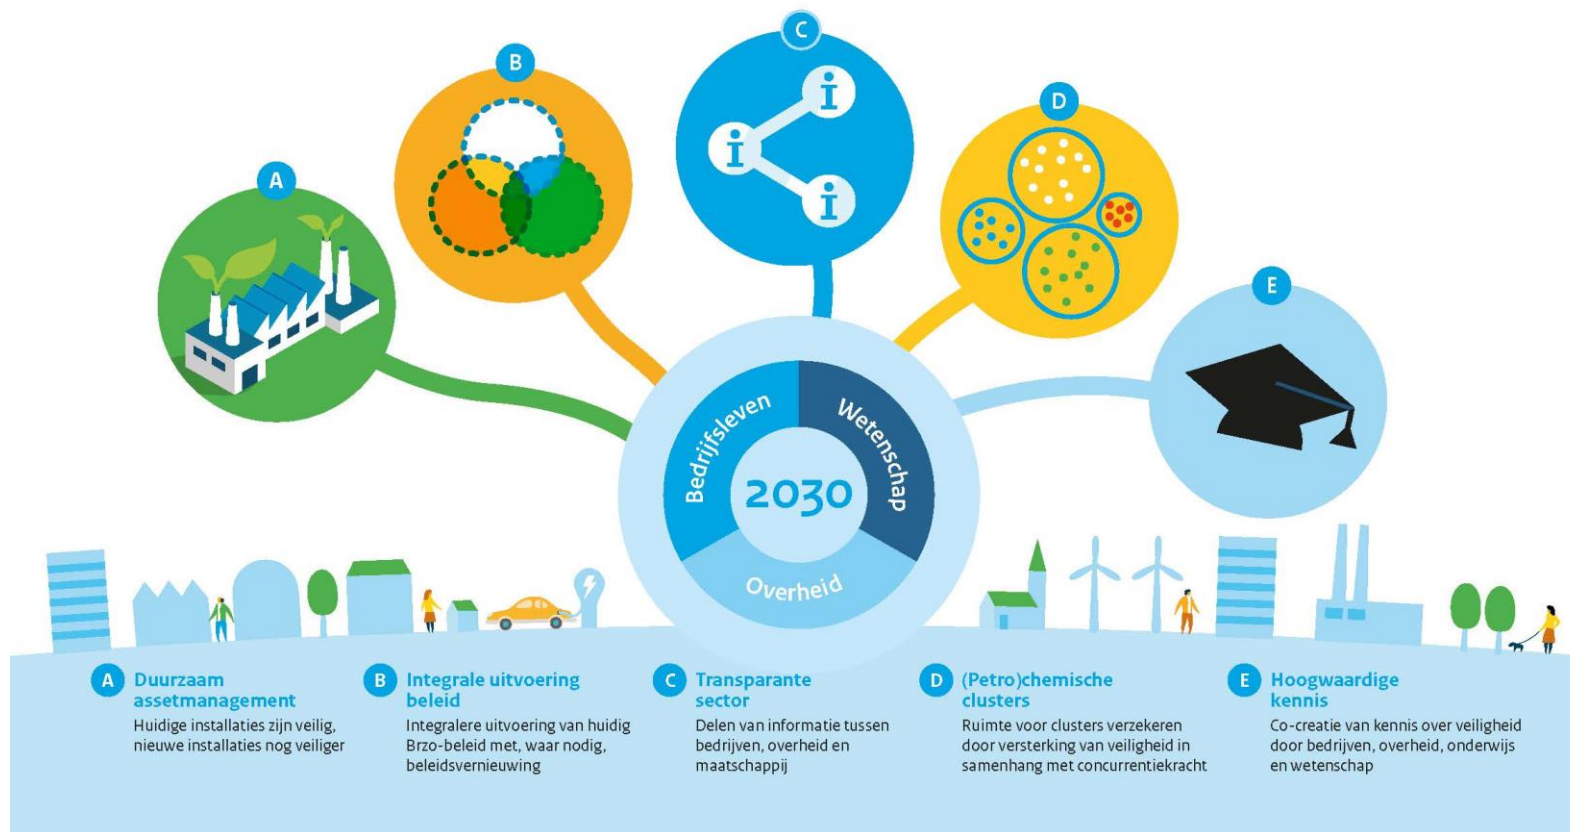 C
B
D
A
E
i
i
i
Bedrijfsleven
Wetenschap
2030
Overheid
A Duurzaam
assetmanagement
Huidige installaties zijn veilig,
nieuwe installaties nog veiliger
B Integrale uitvoering
beleid
Integralere uitvoering van huidig
Brzo-beleid met, waar nodig,
beleidsvernieuwing
C Transparante
sector
Delen van informatie tussen
bedrijven, overheid en
maatschappij
D (Petro)chemische
clusters
Ruimte voor clusters verzekeren
door versterking van veiligheid in
samenhang met concurrentiekracht
E Hoogwaardige
kennis
Co-creatie van kennis over veiligheid
door bedrijven, overheid, onderwijs
en wetenschap